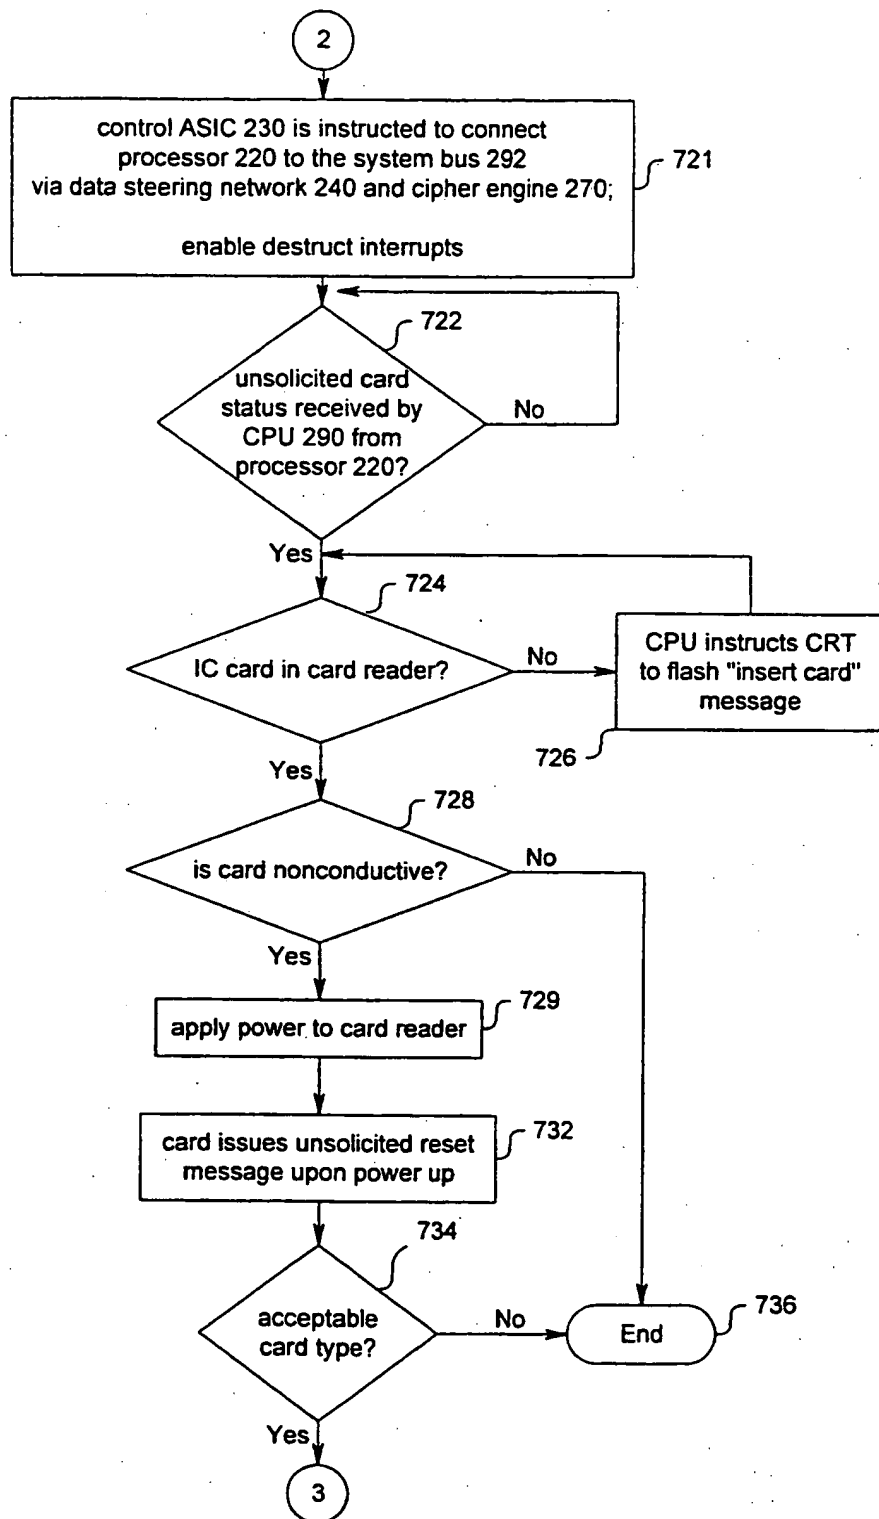 2
control ASIC 230 is instructed to connect
processor 220 to the system bus 292
via data steering network 240 and cipher engine 270;
enable destruct interrupts
721
722
unsolicited card
status received by
CPU 290 from
processor 220?
No
Yes
724
IC card in card reader?
No
CPU instructs CRT
to flash "insert card"
message
726
Yes
728
is card nonconductive?
No
Yes
729
apply power to card reader
card issues unsolicited reset
message upon power up
732
734
acceptable
card type?
No
End
736
Yes
3